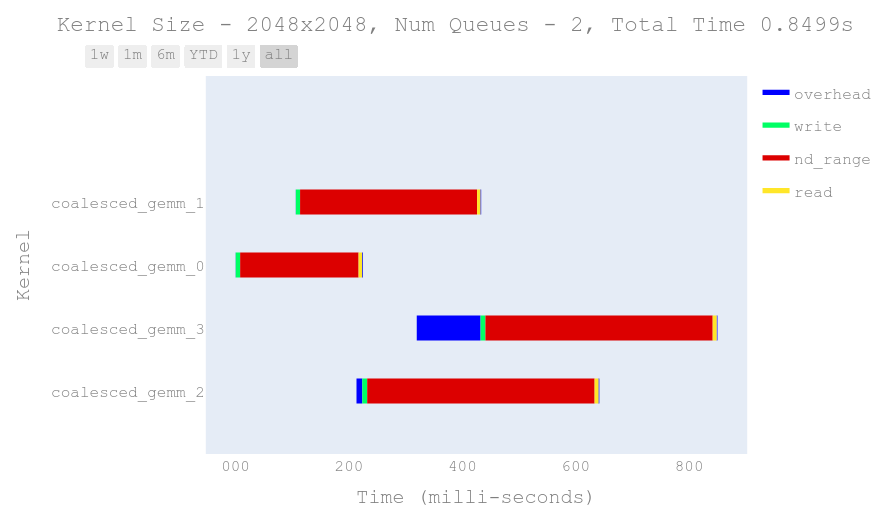 Kernel Size - 2048x2048, Num Queues - 2, Total Time 0.8499s
1w 1m 6m YTD 1y all
overhead
write
nd_range
read
Kernel
coalesced_gemm_1
coalesced_gemm_0
coalesced_gemm_3
coalesced_gemm_2
000 200 400 600 800
Time (milli-seconds)